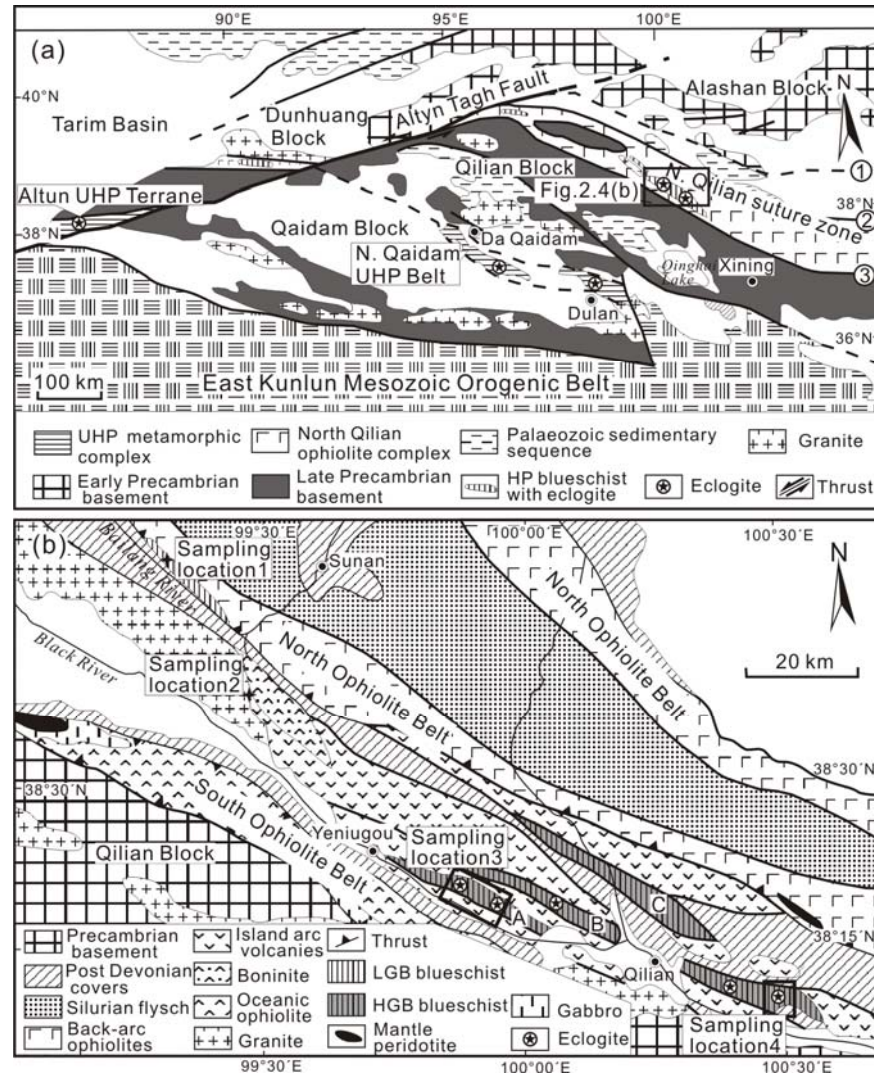 90°E
95°E
100°E
(a)
40°N
Tarim Basin
Dunhuang
Block
Altyn Tagh Fault
Alashan Block
N
①
Altun UHP Terrane
Qilian Block
Fig.2.4(b)
N. Qilian suture zone
38°N
②
38°N
Qaidam Block
Da Qaidam
N. Qaidam
UHP Belt
Qinghai
Lake
Xining
③
Dulan
36°N
100 km
East Kunlun Mesozoic Orogenic Belt
UHP metamorphic
complex
North Qilian
ophiolite complex
Palaeozoic sedimentary
sequence
Granite
Early Precambrian
basement
Late Precambrian
basement
HP blueschist
with eclogite
Eclogite
Thrust
(b)
99°30´E
100°00´E
100°30´E
Sampling
location1
Sunan
N
Black River
Sampling
location2
North Ophiolite Belt
North Ophiolite Belt
20 km
38°30´N
38°30´N
South Ophiolite Belt
Qilian Block
Yeniugou
Sampling
location3
A
B
C
38°15´N
Qilian
Sampling
location4
Precambrian
basement
Island arc
volcanies
Thrust
Post Devonian
covers
Boninite
LGB blueschist
Silurian flysch
Oceanic
ophiolite
HGB blueschist
Gabbro
Back-arc
ophiolites
Granite
Mantle
peridotite
Eclogite
99°30´E
100°00´E
100°30´E